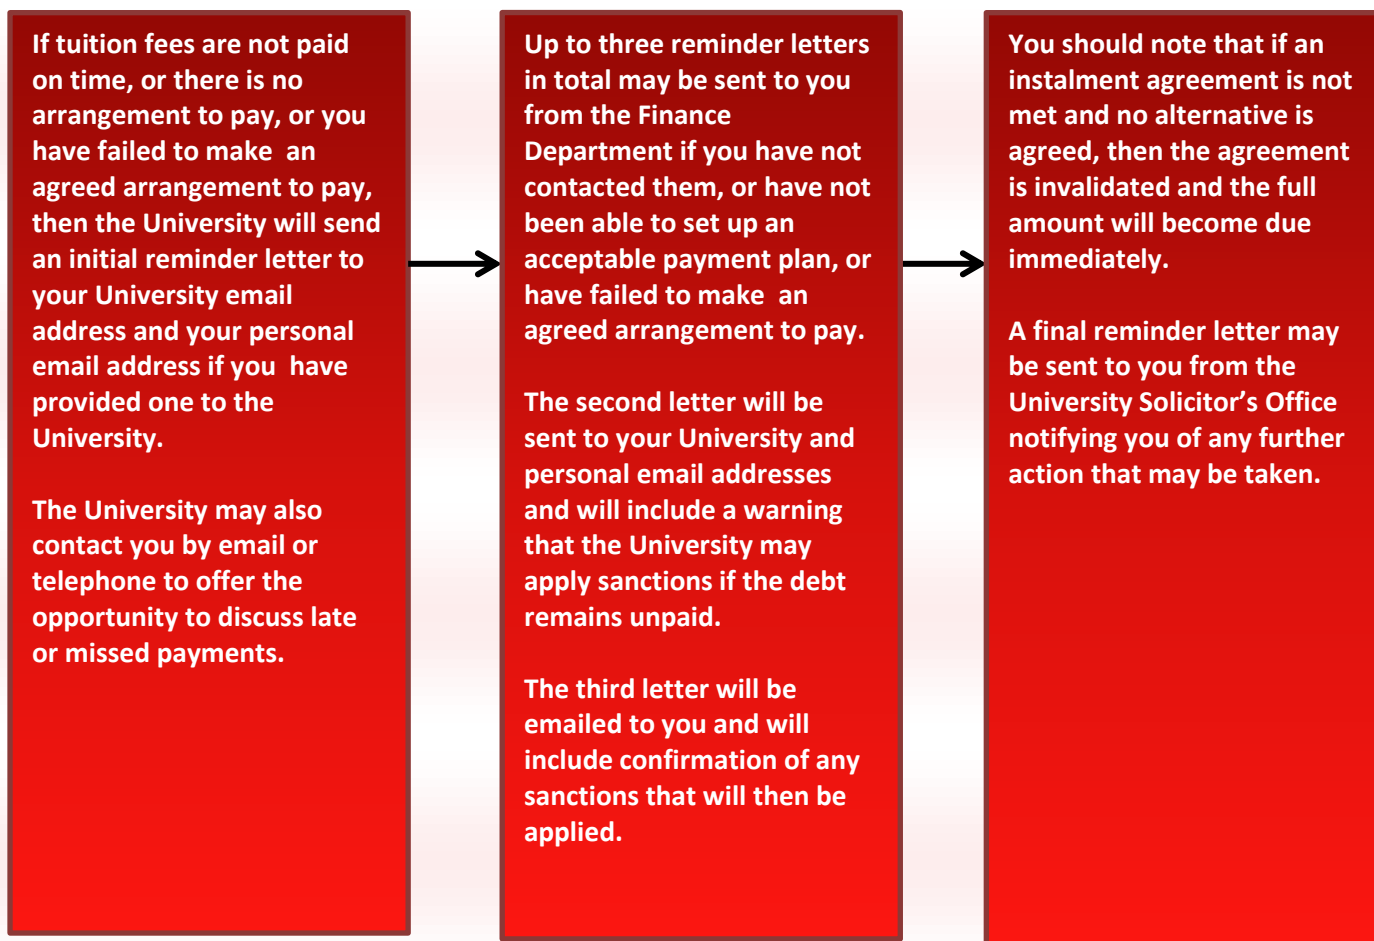 If tuition fees are not paid
on time, or there is no
arrangement to pay, or you
have failed to make  an
agreed arrangement to pay,
then the University will send
an initial reminder letter to
your University email
address and your personal
email address if you  have
provided one to the
University.
The University may also
contact you by email or
telephone to offer the
opportunity to discuss late
or missed payments.
Up to three reminder letters
in total may be sent to you
from the Finance
Department if you have not
contacted them, or have not
been able to set up an
acceptable payment plan, or
have failed to make  an
agreed arrangement to pay.
The second letter will be
sent to your University and
personal email addresses
and will include a warning
that the University may
apply sanctions if the debt
remains unpaid.
The third letter will be
emailed to you and will
include confirmation of any
sanctions that will then be
applied.
You should note that if an
instalment agreement is not
met and no alternative is
agreed, then the agreement
is invalidated and the full
amount will become due
immediately.
A final reminder letter may
be sent to you from the
University Solicitor’s Office
notifying you of any further
action that may be taken.